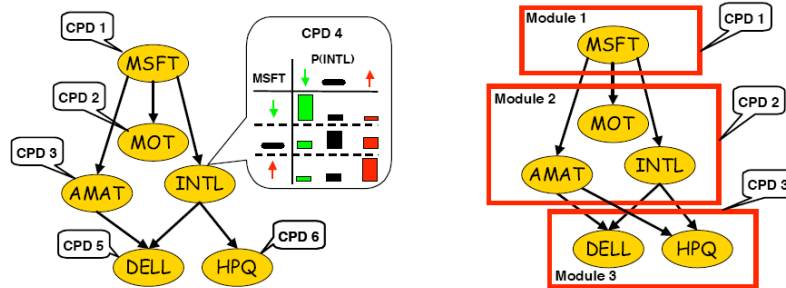 CPD 1
MSFT
CPD 2
MOT
CPD 3
AMAT
INTL
CPD 5
DELL
HPQ
CPD 6
CPD 4
P(INTL)
MSFT
Module 1
CPD 1
MSFT
Module 2
CPD 2
MOT
AMAT
INTL
CPD 3
DELL
HPQ
Module 3